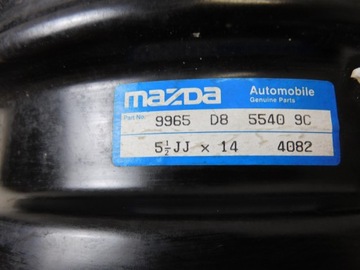 mazda Automobile
Genuine Parts
Part No. 9965 D8 5540 9C
5½JJ × 14 4082